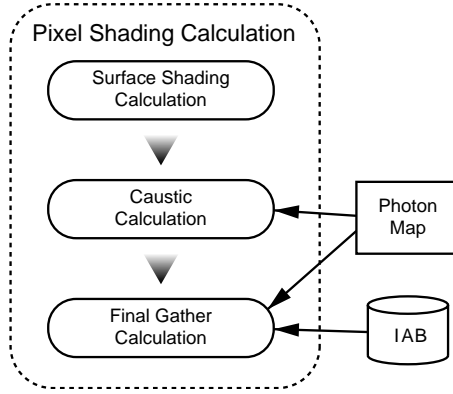 Pixel Shading Calculation
Surface Shading
Calculation
Caustic
Calculation
Photon
Map
Final Gather
Calculation
IAB